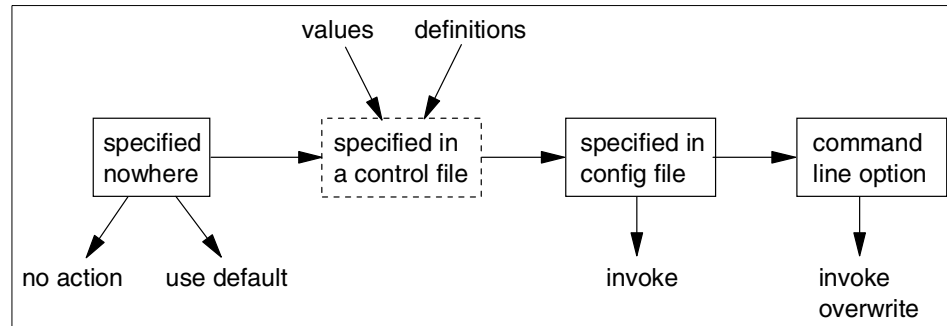 values
definitions
specified
nowhere
specified in
a control file
specified in
config file
command
line option
no action
use default
invoke
invoke
overwrite